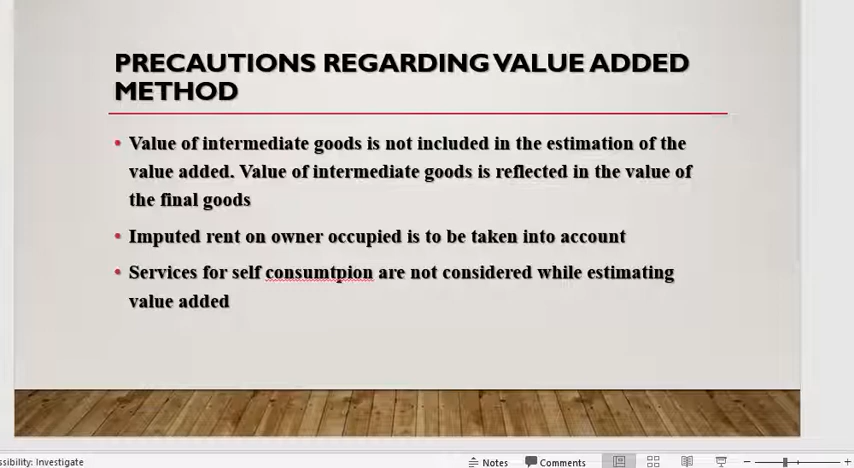 PRECAUTIONS REGARDING VALUE ADDED
METHOD
• Value of intermediate goods is not included in the estimation of the
value added. Value of intermediate goods is reflected in the value of
the final goods
• Imputed rent on owner occupied is to be taken into account
• Services for self consumtpion are not considered while estimating
value added
ssibility: Investigate Notes Comments